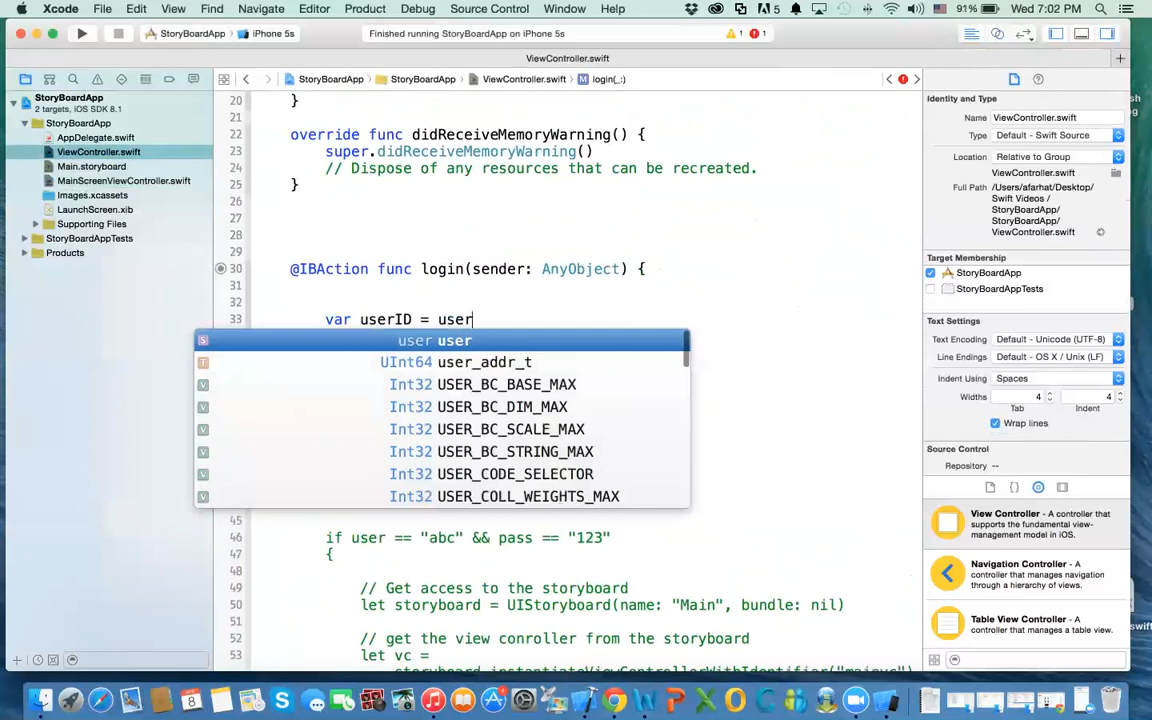 Xcode File Edit View Find Navigate Editor Product Debug Source Control Window Help 5 91% Wed 7:02 PM
StoryBoardApp iPhone 5s Finished running StoryBoardApp on iPhone 5s 1 1
ViewController.swift
StoryBoardApp StoryBoardApp ViewController.swift M login(_:)
StoryBoardApp
2 targets, iOS SDK 8.1
StoryBoardApp
AppDelegate.swift
ViewController.swift
Main.storyboard
MainScreenViewController.swift
Images.xcassets
LaunchScreen.xib
Supporting Files
StoryBoardAppTests
Products
20 }
21
22 override func didReceiveMemoryWarning() {
23 super.didReceiveMemoryWarning()
24 // Dispose of any resources that can be recreated.
25 }
26
27
28
29
30 @IBAction func login(sender: AnyObject) {
31
32
33 var userID = user
S user user
T UInt64 user_addr_t
V Int32 USER_BC_BASE_MAX
V Int32 USER_BC_DIM_MAX
V Int32 USER_BC_SCALE_MAX
V Int32 USER_BC_STRING_MAX
V Int32 USER_CODE_SELECTOR
V Int32 USER_COLL_WEIGHTS_MAX
45
46 if user == "abc" && pass == "123"
47 {
48
49 // Get access to the storyboard
50 let storyboard = UIStoryboard(name: "Main", bundle: nil)
51
52 // get the view conroller from the storyboard
53 let vc =
storyboard.instantiateViewControllerWithIdentifier("mainvc")
Identity and Type
Name ViewController.swift
Type Default - Swift Source
Location Relative to Group
ViewController.swift
Full Path /Users/afarhat/Desktop/
Swift Videos /
StoryBoardApp/
StoryBoardApp/
ViewController.swift
Target Membership
StoryBoardApp
StoryBoardAppTests
Text Settings
Text Encoding Default - Unicode (UTF-8)
Line Endings Default - OS X / Unix (LF)
Indent Using Spaces
Widths 4 4
Tab Indent
Wrap lines
Source Control
Repository --
View Controller - A controller that supports the fundamental view-management model in iOS.
Navigation Controller - A controller that manages navigation through a hierarchy of views.
Table View Controller - A controller that manages a table view.